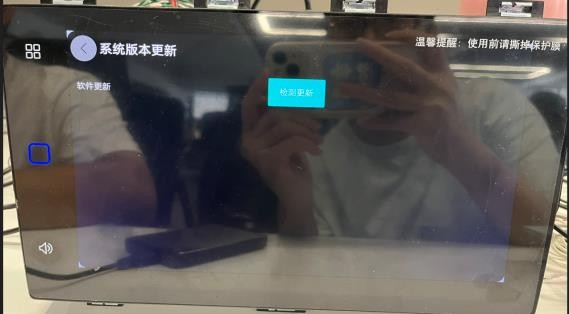 系统版本更新
温馨提醒：使用前请撕掉保护膜
软件更新
检测更新